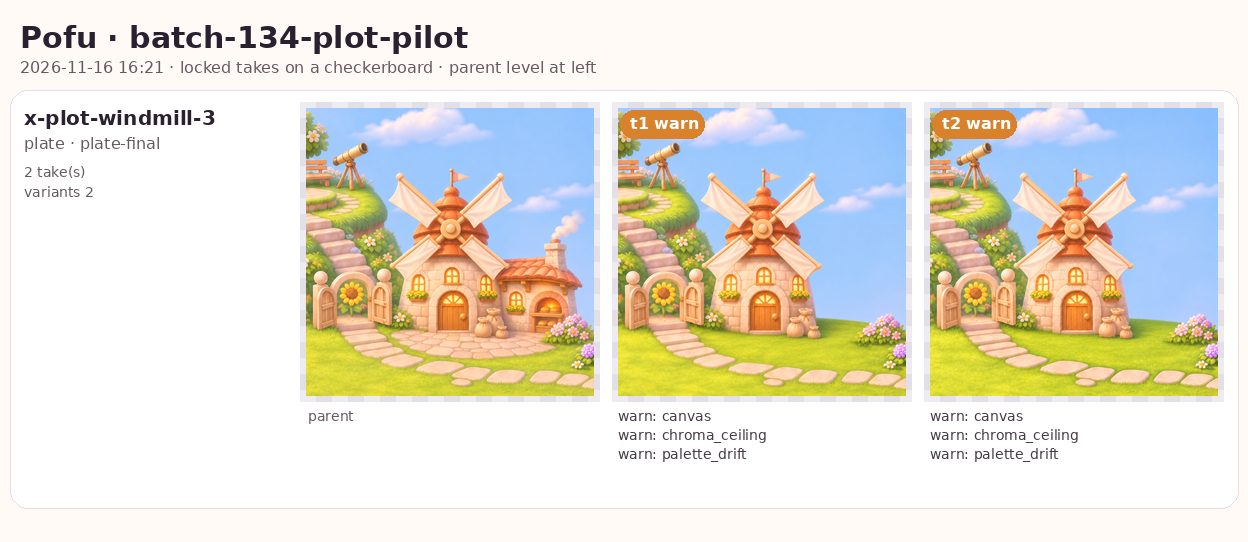 Pofu · batch-134-plot-pilot
2026-11-16 16:21 · locked takes on a checkerboard · parent level at left
x-plot-windmill-3
plate · plate-final
2 take(s)
variants 2
parent
t1 warn
warn: canvas
warn: chroma_ceiling
warn: palette_drift
t2 warn
warn: canvas
warn: chroma_ceiling
warn: palette_drift